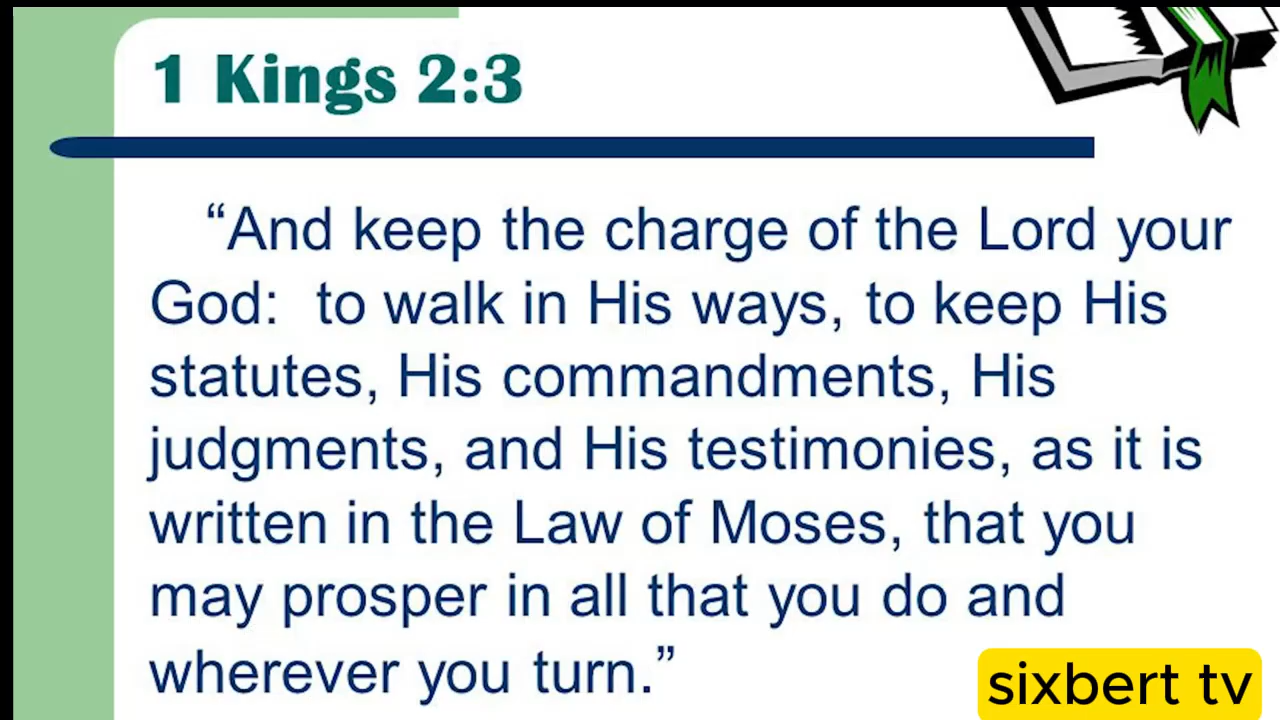 1 Kings 2:3
“And keep the charge of the Lord your
God: to walk in His ways, to keep His
statutes, His commandments, His
judgments, and His testimonies, as it is
written in the Law of Moses, that you
may prosper in all that you do and
wherever you turn.”
sixbert tv